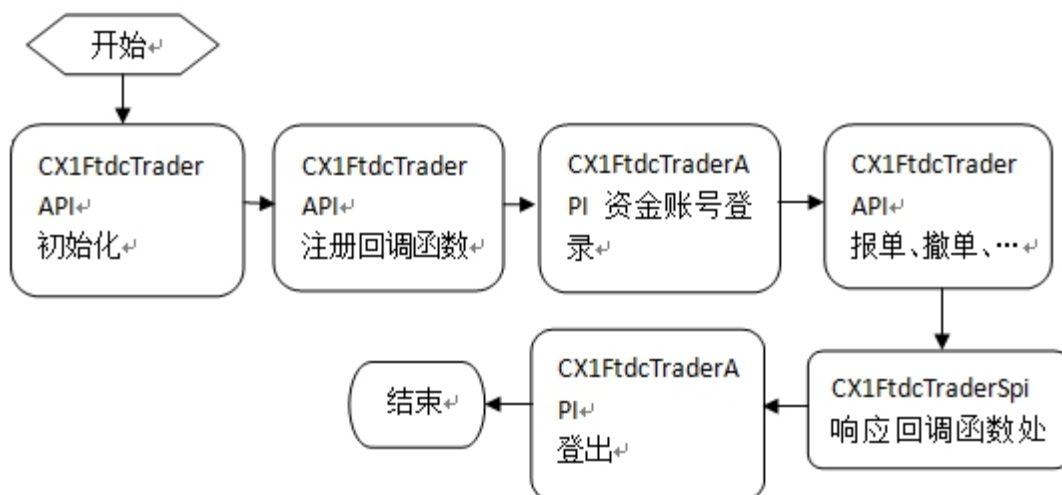 开始
CX1FtdcTrader
API
初始化
CX1FtdcTrader
API
注册回调函数
CX1FtdcTraderA
PI 资金账号登
录
CX1FtdcTrader
API
报单、撤单、…
CX1FtdcTraderSpi
响应回调函数处
CX1FtdcTraderA
PI
登出
结束